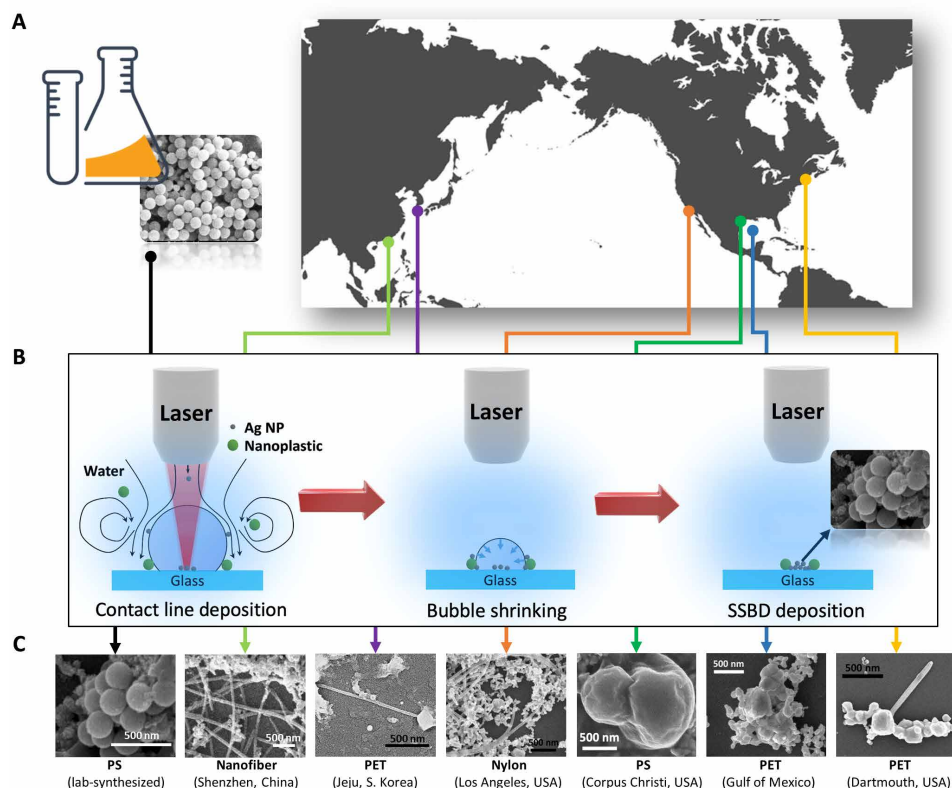 A
B
Laser
Laser
Laser
Ag NP
Nanoplastic
Water
Glass
Glass
Glass
Contact line deposition
Bubble shrinking
SSBD deposition
C
500 nm
500 nm
500 nm
500 nm
500 nm
500 nm
500 nm
PS
(lab-synthesized)
Nanofiber
(Shenzhen, China)
PET
(Jeju, S. Korea)
Nylon
(Los Angeles, USA)
PS
(Corpus Christi, USA)
PET
(Gulf of Mexico)
PET
(Dartmouth, USA)